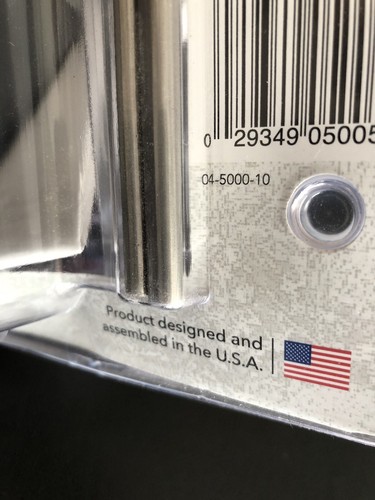 0 29349 05005
04-5000-10
Product designed and
assembled in the U.S.A.